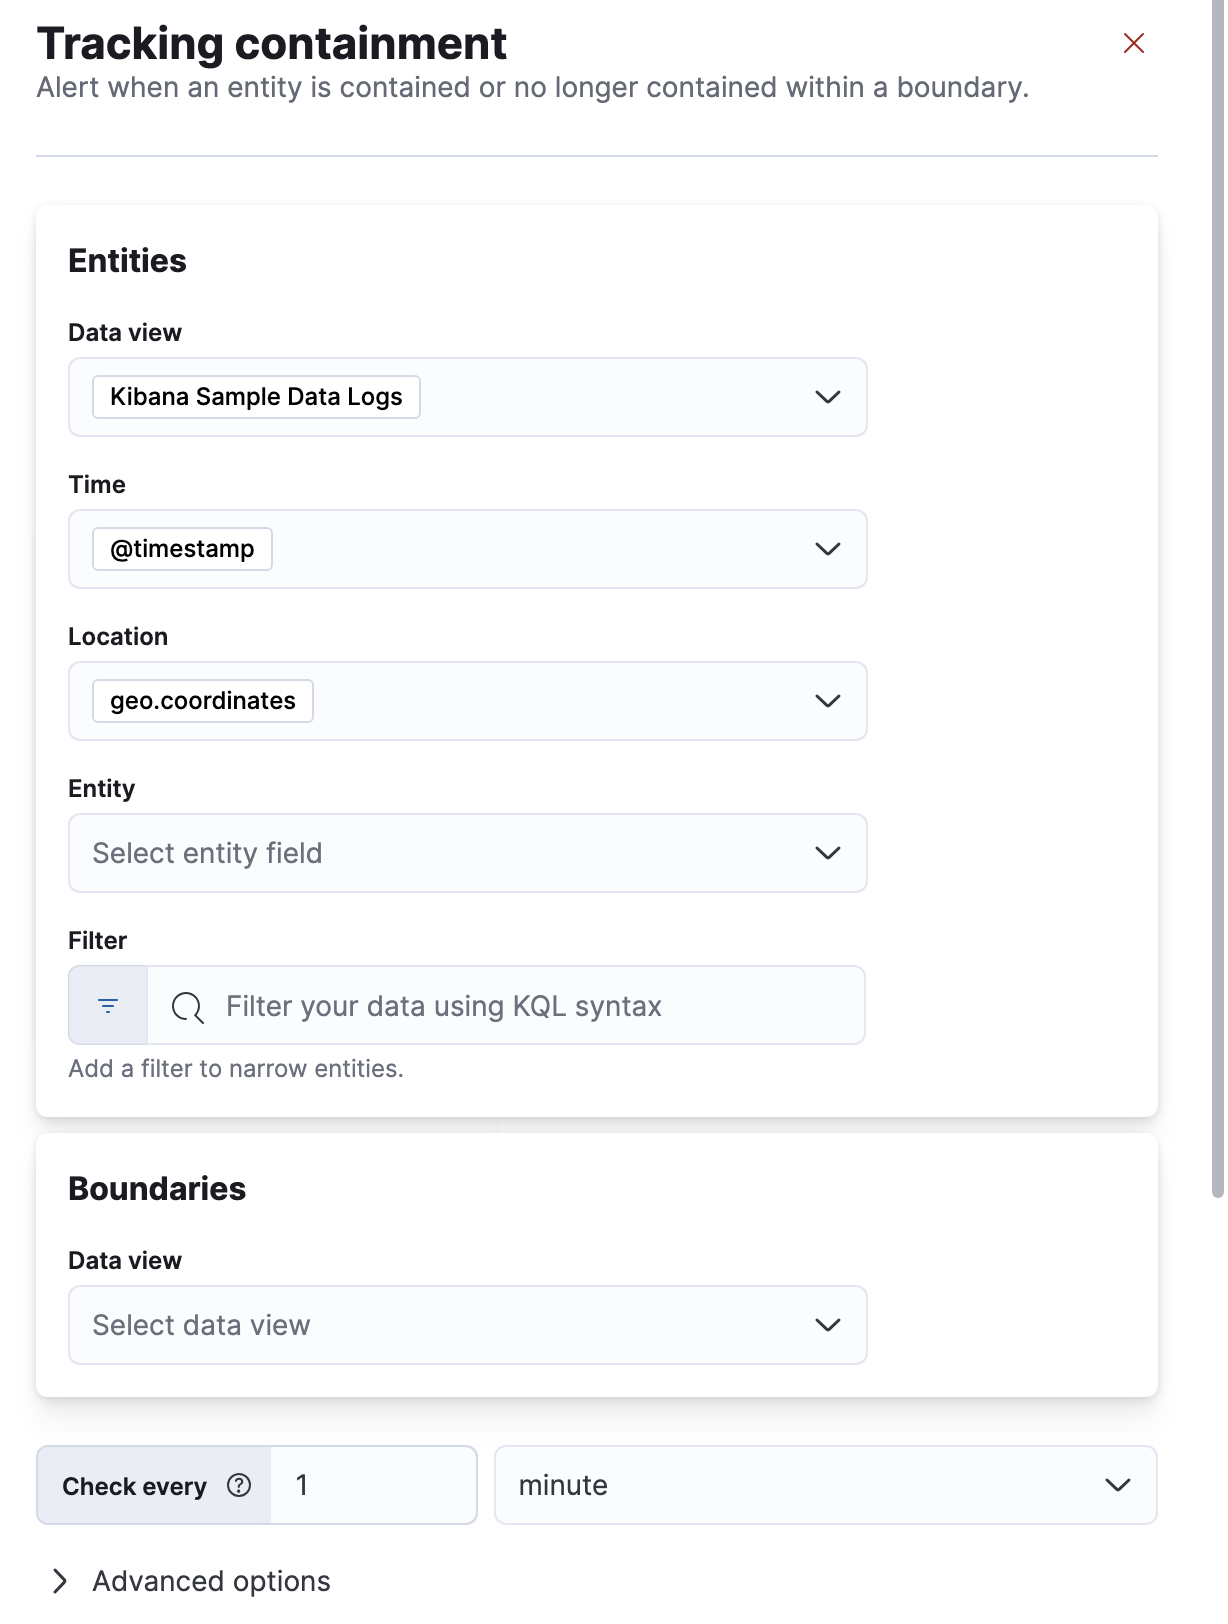 Tracking containment
Alert when an entity is contained or no longer contained within a boundary.
Entities
Data view
Kibana Sample Data Logs
Time
@timestamp
Location
geo.coordinates
Entity
Select entity field
Filter
Filter your data using KQL syntax
Add a filter to narrow entities.
Boundaries
Data view
Select data view
Check every 1 minute
Advanced options